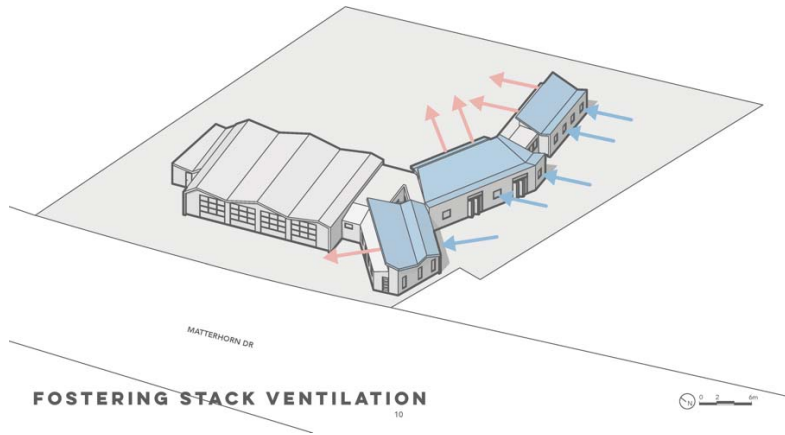 MATTERHORN DR
FOSTERING STACK VENTILATION
10
N
0 2 6m